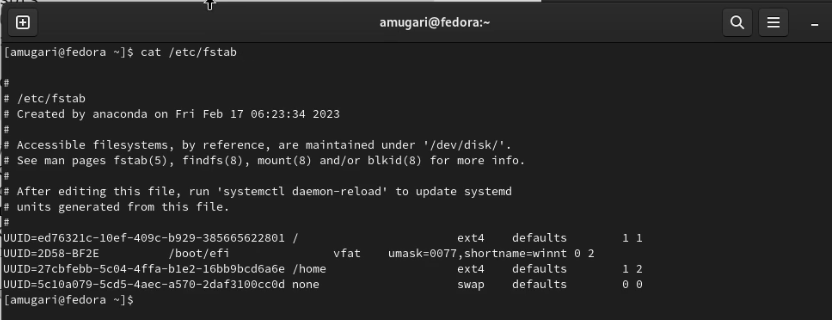 amugari@fedora:~
[amugari@fedora ~]$ cat /etc/fstab
#
# /etc/fstab
# Created by anaconda on Fri Feb 17 06:23:34 2023
#
# Accessible filesystems, by reference, are maintained under '/dev/disk/'.
# See man pages fstab(5), findfs(8), mount(8) and/or blkid(8) for more info.
#
# After editing this file, run 'systemctl daemon-reload' to update systemd
# units generated from this file.
#
UUID=ed76321c-10ef-409c-b929-385665622801 /                       ext4    defaults        1 1
UUID=2D58-BF2E          /boot/efi               vfat    umask=0077,shortname=winnt 0 2
UUID=27cbfebb-5c04-4ffa-b1e2-16bb9bcd6a6e /home                   ext4    defaults        1 2
UUID=5c10a079-5cd5-4aec-a570-2daf3100cc0d none                    swap    defaults        0 0
[amugari@fedora ~]$